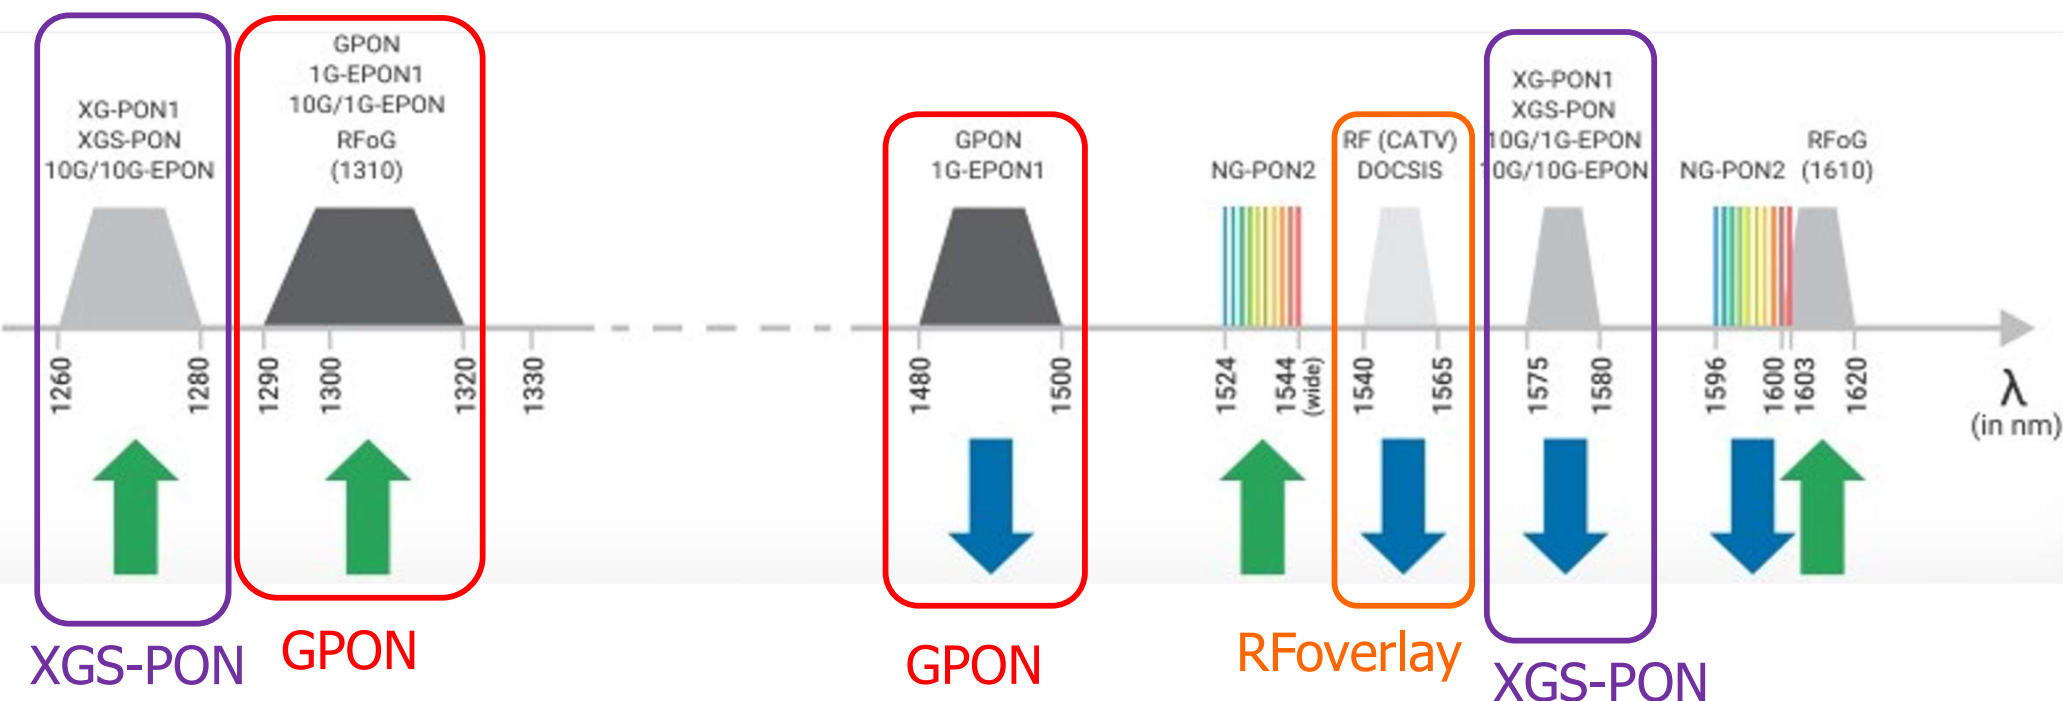 XG-PON1
XGS-PON
10G/10G-EPON
GPON
1G-EPON1
10G/1G-EPON
RFoG
(1310)
GPON
1G-EPON1
NG-PON2
RF (CATV)
DOCSIS
XG-PON1
XGS-PON
10G/1G-EPON
10G/10G-EPON
NG-PON2
RFoG
(1610)
1260
1280
1290
1300
1320
1330
1480
1500
1524
1544
(wide)
1540
1565
1575
1580
1596
1600
1603
1620
λ
(in nm)
XGS-PON
GPON
GPON
RFoverlay
XGS-PON